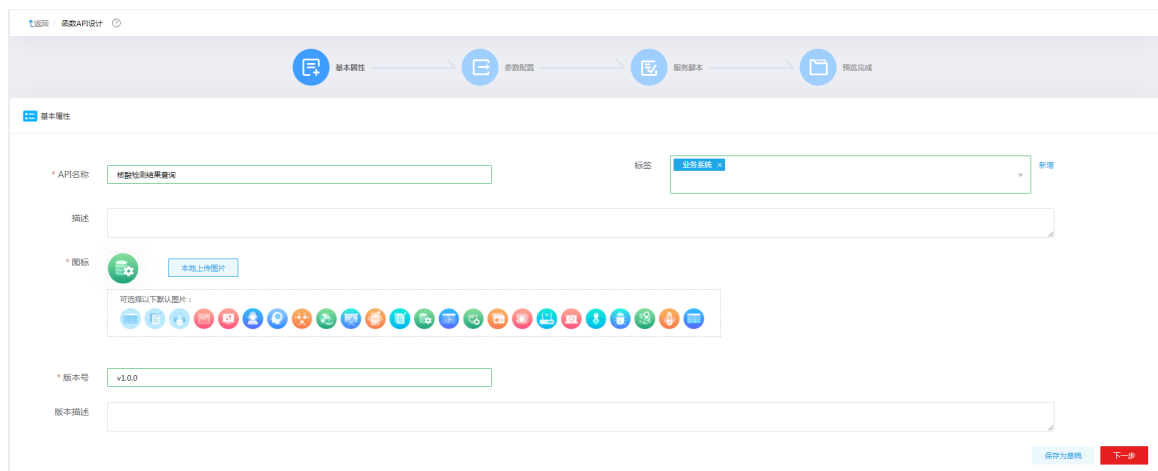 返回 函数API设计
基本属性 参数配置 服务脚本 预览完成
基本属性
* API名称 核酸检测结果查询 标签 业务系统 × 新增
描述
* 图标 本地上传图片
可选择以下默认图片：
* 版本号 v1.0.0
版本描述
保存为草稿 下一步